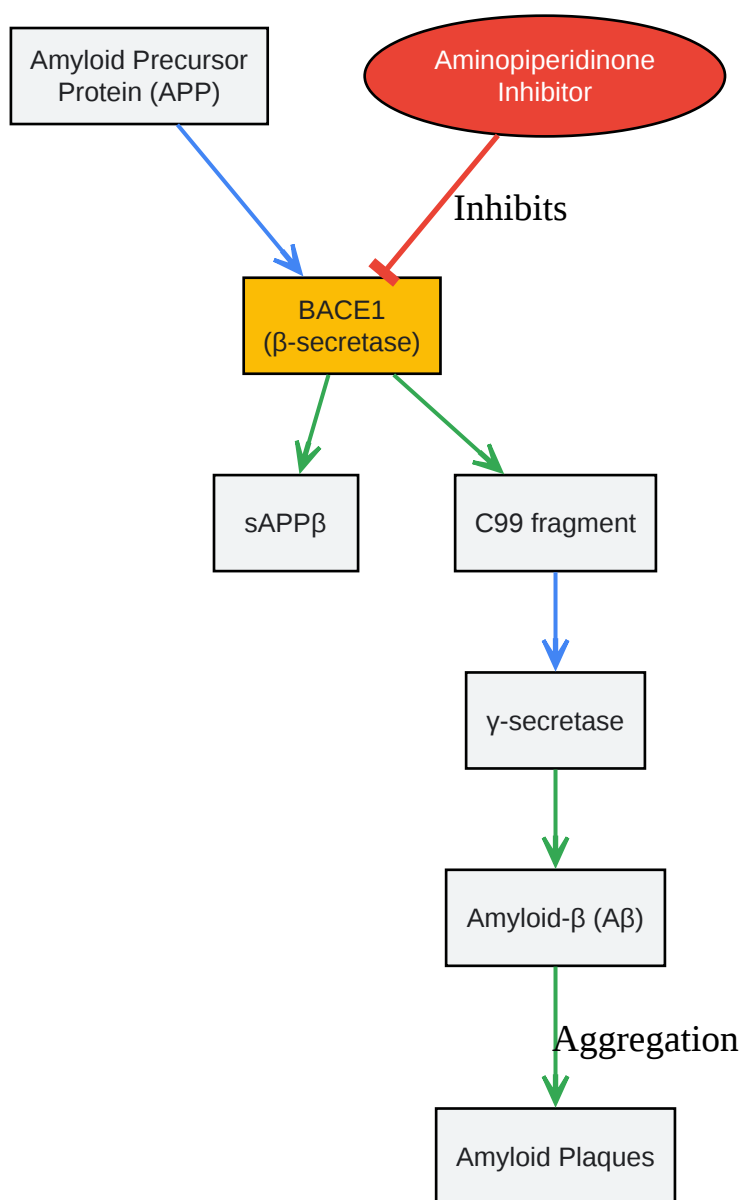 Amyloid Precursor
Protein (APP)
Aminopiperidinone
Inhibitor
Inhibits
BACE1
(β-secretase)
sAPPβ
C99 fragment
γ-secretase
Amyloid-β (Aβ)
Aggregation
Amyloid Plaques